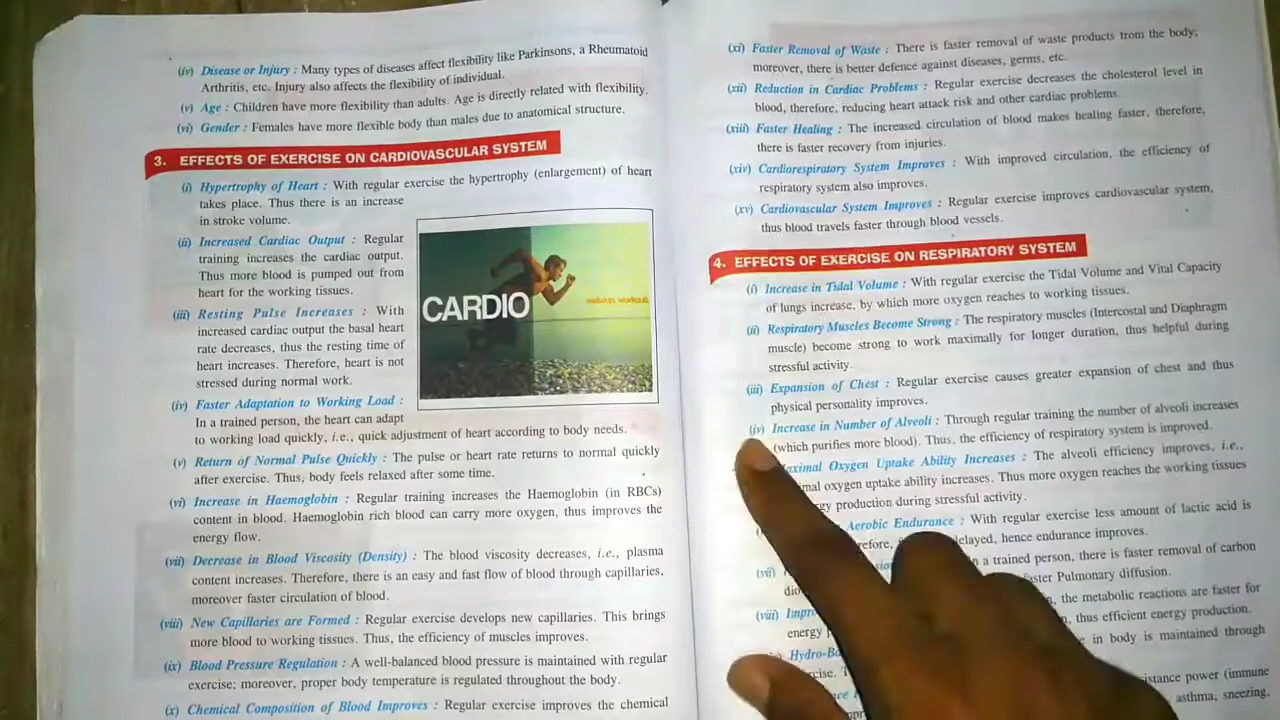 (iv) Disease or Injury : Many types of diseases affect flexibility like Parkinsons, a Rheumatoid
Arthritis, etc. Injury also affects the flexibility of individual.
(v) Age : Children have more flexibility than adults. Age is directly related with flexibility.
(vi) Gender : Females have more flexible body than males due to anatomical structure.
3. EFFECTS OF EXERCISE ON CARDIOVASCULAR SYSTEM
(i) Hypertrophy of Heart : With regular exercise the hypertrophy (enlargement) of heart
takes place. Thus there is an increase
in stroke volume.
(ii) Increased Cardiac Output : Regular
training increases the cardiac output.
Thus more blood is pumped out from
heart for the working tissues.
(iii) Resting Pulse Increases : With
increased cardiac output the basal heart
rate decreases, thus the resting time of
heart increases. Therefore, heart is not
stressed during normal work.
CARDIO
(iv) Faster Adaptation to Working Load :
In a trained person, the heart can adapt
to working load quickly, i.e., quick adjustment of heart according to body needs.
(v) Return of Normal Pulse Quickly : The pulse or heart rate returns to normal quickly
after exercise. Thus, body feels relaxed after some time.
(vi) Increase in Haemoglobin : Regular training increases the Haemoglobin (in RBCs)
content in blood. Haemoglobin rich blood can carry more oxygen, thus improves the
energy flow.
(vii) Decrease in Blood Viscosity (Density) : The blood viscosity decreases, i.e., plasma
content increases. Therefore, there is an easy and fast flow of blood through capillaries,
moreover faster circulation of blood.
(viii) New Capillaries are Formed : Regular exercise develops new capillaries. This brings
more blood to working tissues. Thus, the efficiency of muscles improves.
(ix) Blood Pressure Regulation : A well-balanced blood pressure is maintained with regular
exercise; moreover, proper body temperature is regulated throughout the body.
(x) Chemical Composition of Blood Improves : Regular exercise improves the chemical
(xi) Faster Removal of Waste : There is faster removal of waste products from the body;
moreover, there is better defence against diseases, germs, etc.
(xii) Reduction in Cardiac Problems : Regular exercise decreases the cholesterol level in
blood, therefore, reducing heart attack risk and other cardiac problems.
(xiii) Faster Healing : The increased circulation of blood makes healing faster, therefore,
there is faster recovery from injuries.
(xiv) Cardiorespiratory System Improves : With improved circulation, the efficiency of
respiratory system also improves.
(xv) Cardiovascular System Improves : Regular exercise improves cardiovascular system,
thus blood travels faster through blood vessels.
4. EFFECTS OF EXERCISE ON RESPIRATORY SYSTEM
(i) Increase in Tidal Volume : With regular exercise the Tidal Volume and Vital Capacity
of lungs increase, by which more oxygen reaches to working tissues.
(ii) Respiratory Muscles Become Strong : The respiratory muscles (Intercostal and Diaphragm
muscle) become strong to work maximally for longer duration, thus helpful during
stressful activity.
(iii) Expansion of Chest : Regular exercise causes greater expansion of chest and thus
physical personality improves.
(iv) Increase in Number of Alveoli : Through regular training the number of alveoli increases
(which purifies more blood). Thus, the efficiency of respiratory system is improved.
Oxygen Uptake Ability Increases : The alveoli efficiency improves, i.e.,
oxygen uptake ability increases. Thus more oxygen reaches the working tissues
production during stressful activity.
Aerobic Endurance : With regular exercise less amount of lactic acid is
delayed, hence endurance improves.
(vii) a trained person, there is faster removal of carbon
Pulmonary diffusion.
(viii) the metabolic reactions are faster for
energy thus efficient energy production.
in body is maintained through
power (immune
asthma, sneezing,